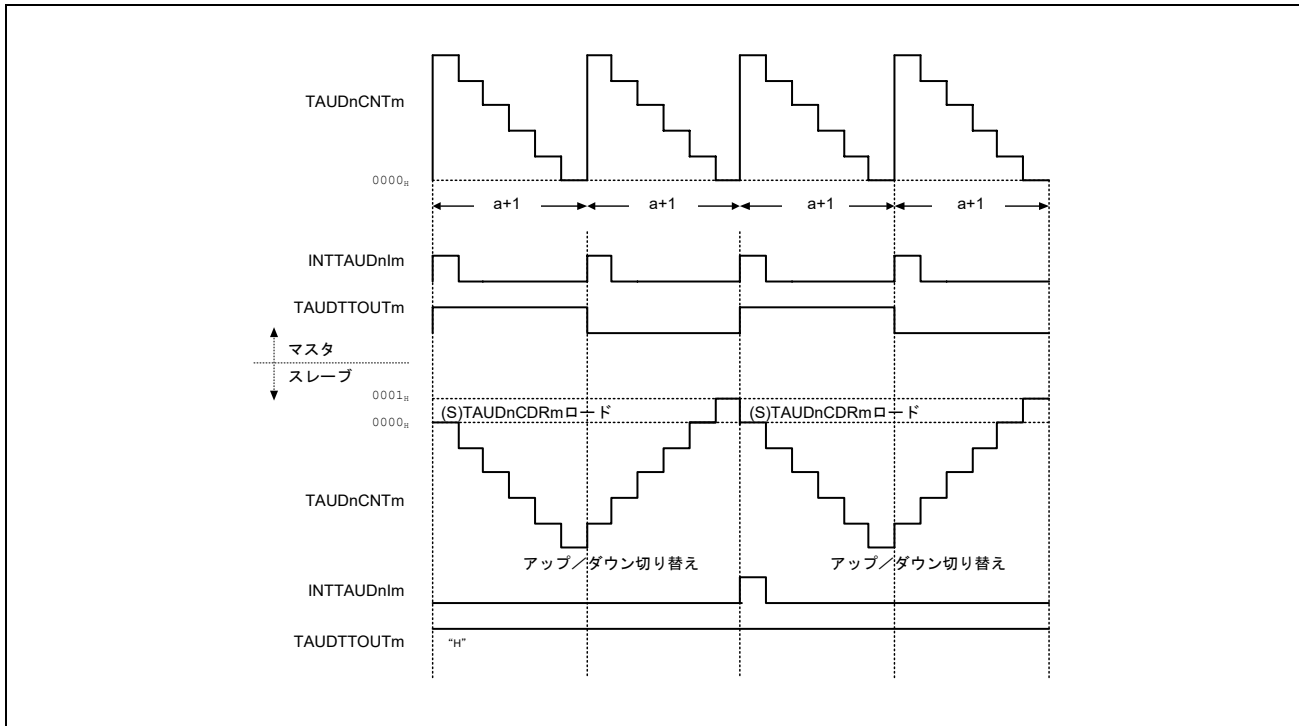 TAUDnCNTm
0000H
a+1 a+1 a+1 a+1
INTTAUDnIm
TAUDTTOUTm
マスタ
スレーブ
0001H
(S)TAUDnCDRmロード (S)TAUDnCDRmロード
0000H
TAUDnCNTm
アップ／ダウン切り替え アップ／ダウン切り替え
INTTAUDnIm
TAUDTTOUTm “H”